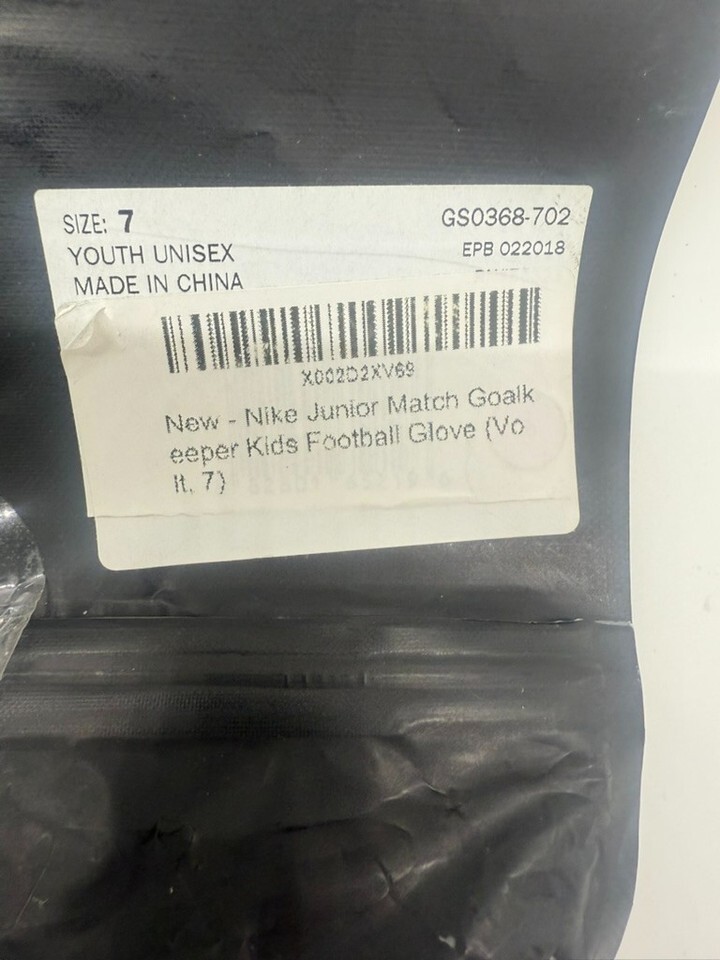 SIZE: 7
GS0368-702
YOUTH UNISEX
EPB 022018
MADE IN CHINA
X002D2XV69
New - Nike Junior Match Goalk
eeper Kids Football Glove (Vo
lt, 7)